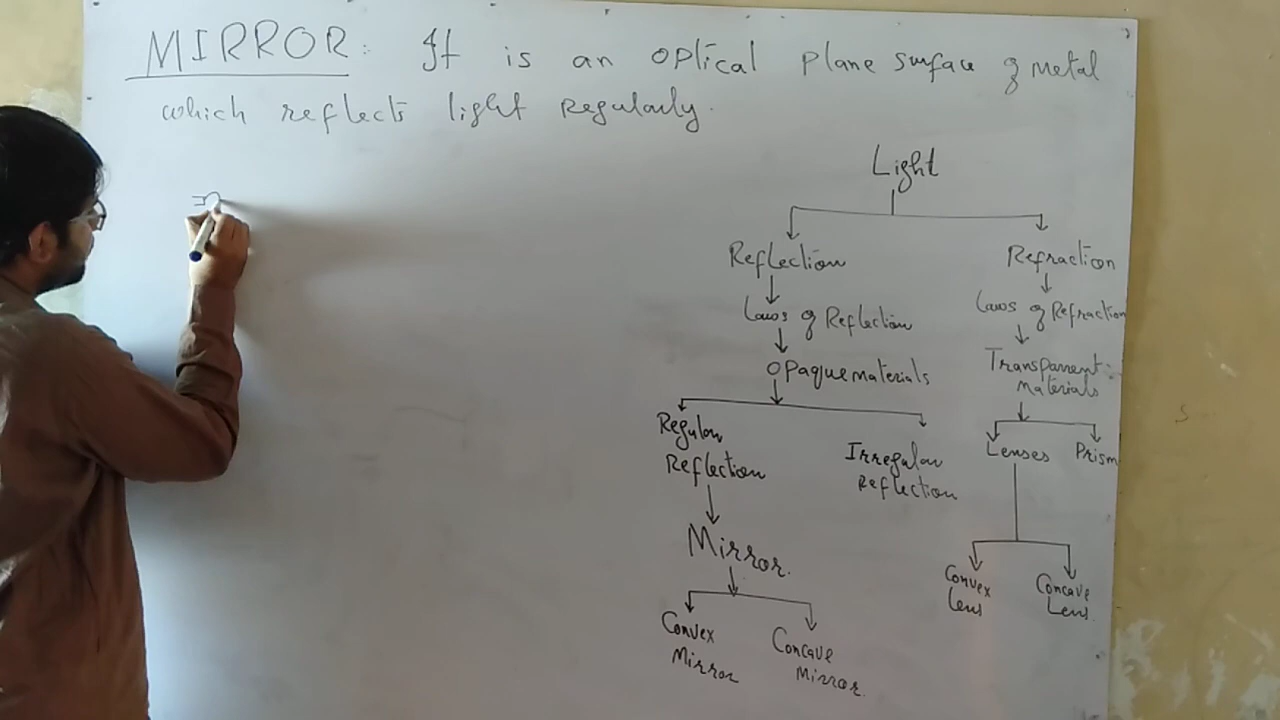 MIRROR: It is an optical plane surface of metal
which reflects light Regularly.
Light
Reflection
Refraction
Laws of Reflection
Laws of Refraction
Opaque materials
Transparent
materials
Regular
Reflection
Irregular
Reflection
Lenses
Prism
Mirror.
Convex
Lens
Concave
Lens
Convex
Mirror
Concave
Mirror.